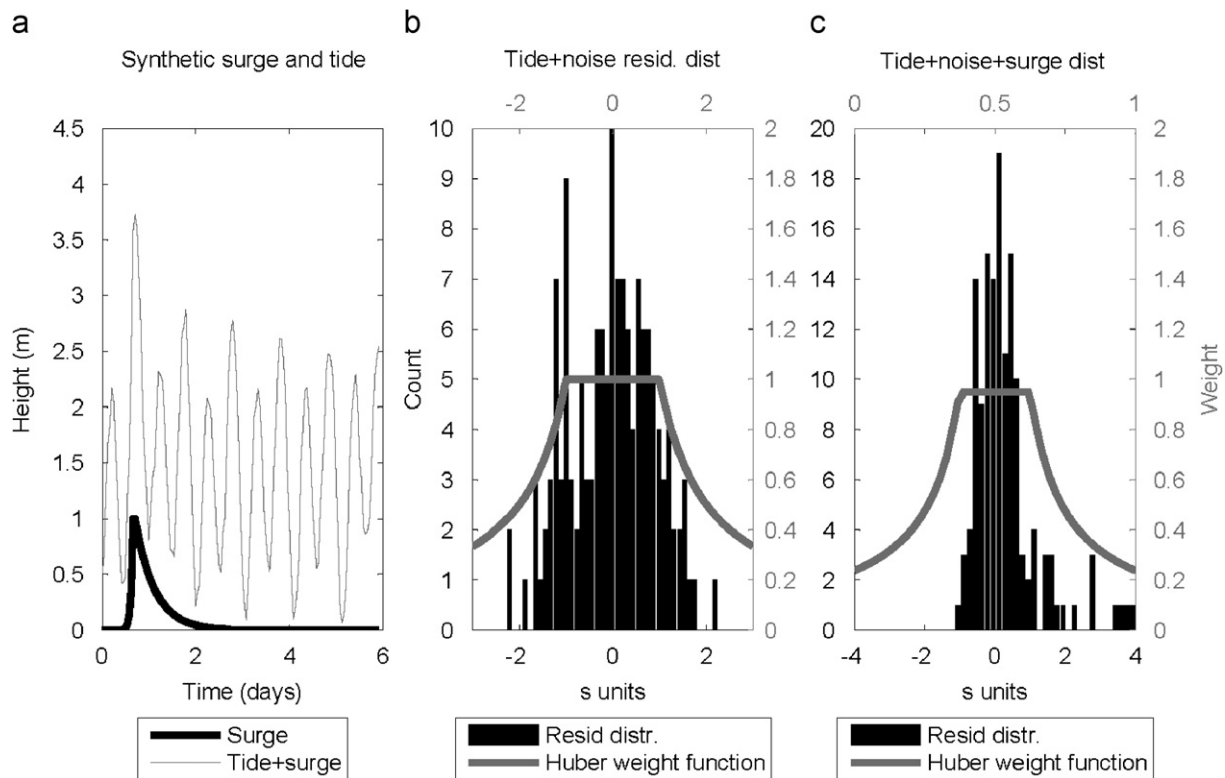 a
Synthetic surge and tide
4.5
4
3.5
3
2.5
2
1.5
1
0.5
0
Height (m)
0 2 4 6
Time (days)
Surge
Tide+surge
b
Tide+noise resid. dist
-2 0 2
10
9
8
7
6
5
4
3
2
1
0
Count
2
1.8
1.6
1.4
1.2
1
0.8
0.6
0.4
0.2
0
-2 0 2
s units
Resid distr.
Huber weight function
c
Tide+noise+surge dist
0 0.5 1
20
18
16
14
12
10
8
6
4
2
0
2
1.8
1.6
1.4
1.2
1
0.8
0.6
0.4
0.2
0
Weight
-4 -2 0 2 4
s units
Resid distr.
Huber weight function